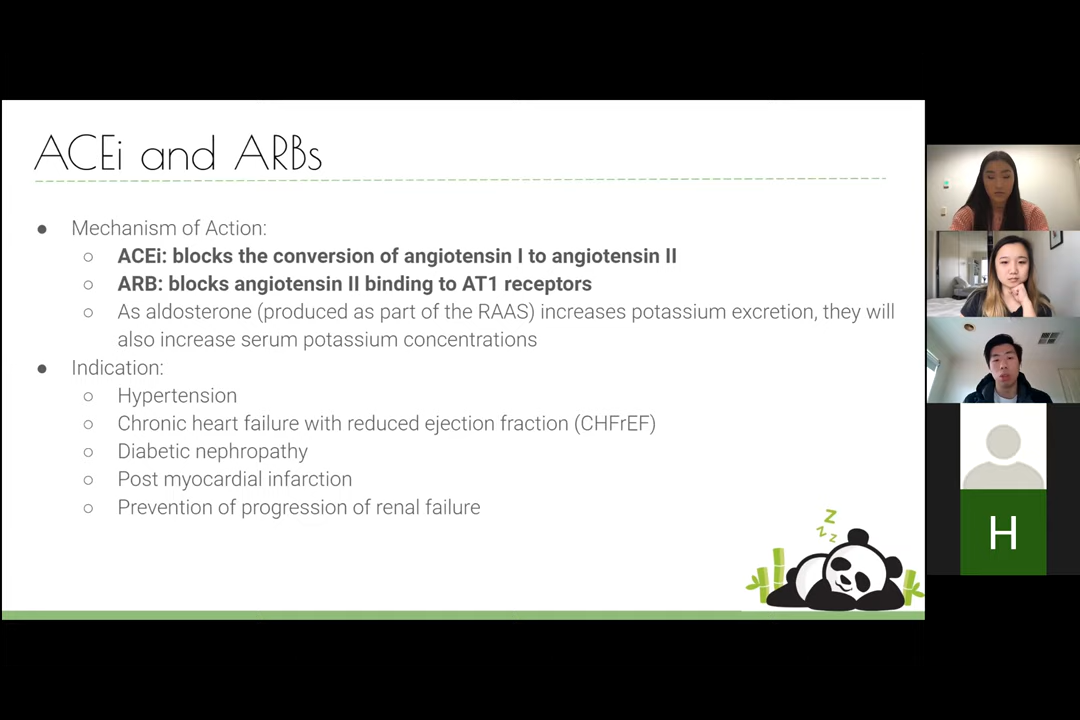 ACEi and ARBs
● Mechanism of Action:
○ ACEi: blocks the conversion of angiotensin I to angiotensin II
○ ARB: blocks angiotensin II binding to AT1 receptors
○ As aldosterone (produced as part of the RAAS) increases potassium excretion, they will
also increase serum potassium concentrations
● Indication:
○ Hypertension
○ Chronic heart failure with reduced ejection fraction (CHFrEF)
○ Diabetic nephropathy
○ Post myocardial infarction
○ Prevention of progression of renal failure
z
z
z
H